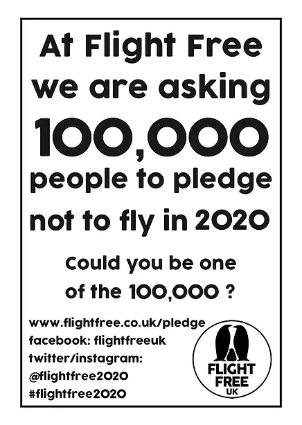 At Flight Free
we are asking
100,000
people to pledge
not to fly in 2020
Could you be one
of the 100,000 ?
www.flightfree.co.uk/pledge
facebook: flightfreeuk
twitter/instagram:
@flightfree2020
#flightfree2020
FLIGHT
FREE
UK